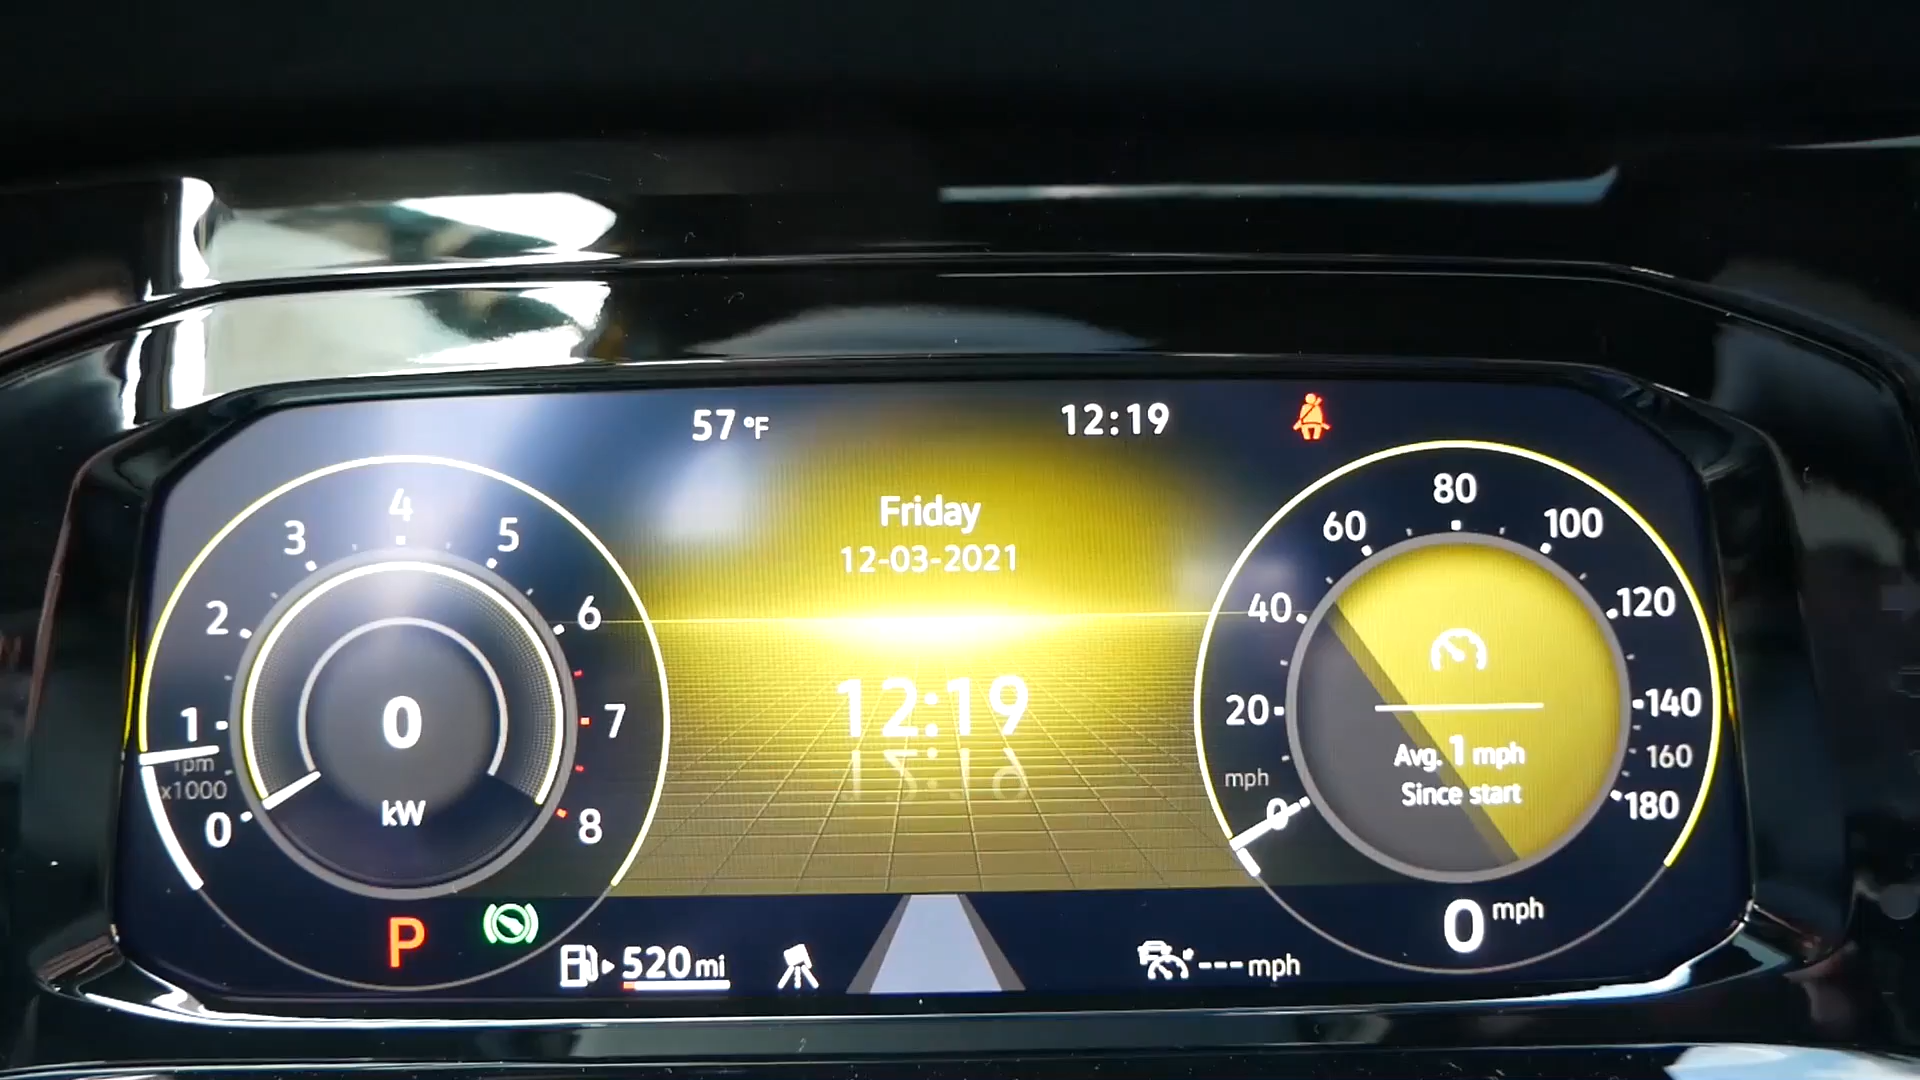 57 °F
12:19
Friday
12-03-2021
12:19
0
1
2
3
4
5
6
7
8
rpm
x1000
0
kW
0
20
40
60
80
100
120
140
160
180
mph
Avg. 1 mph
Since start
0 mph
P
520 mi
--- mph